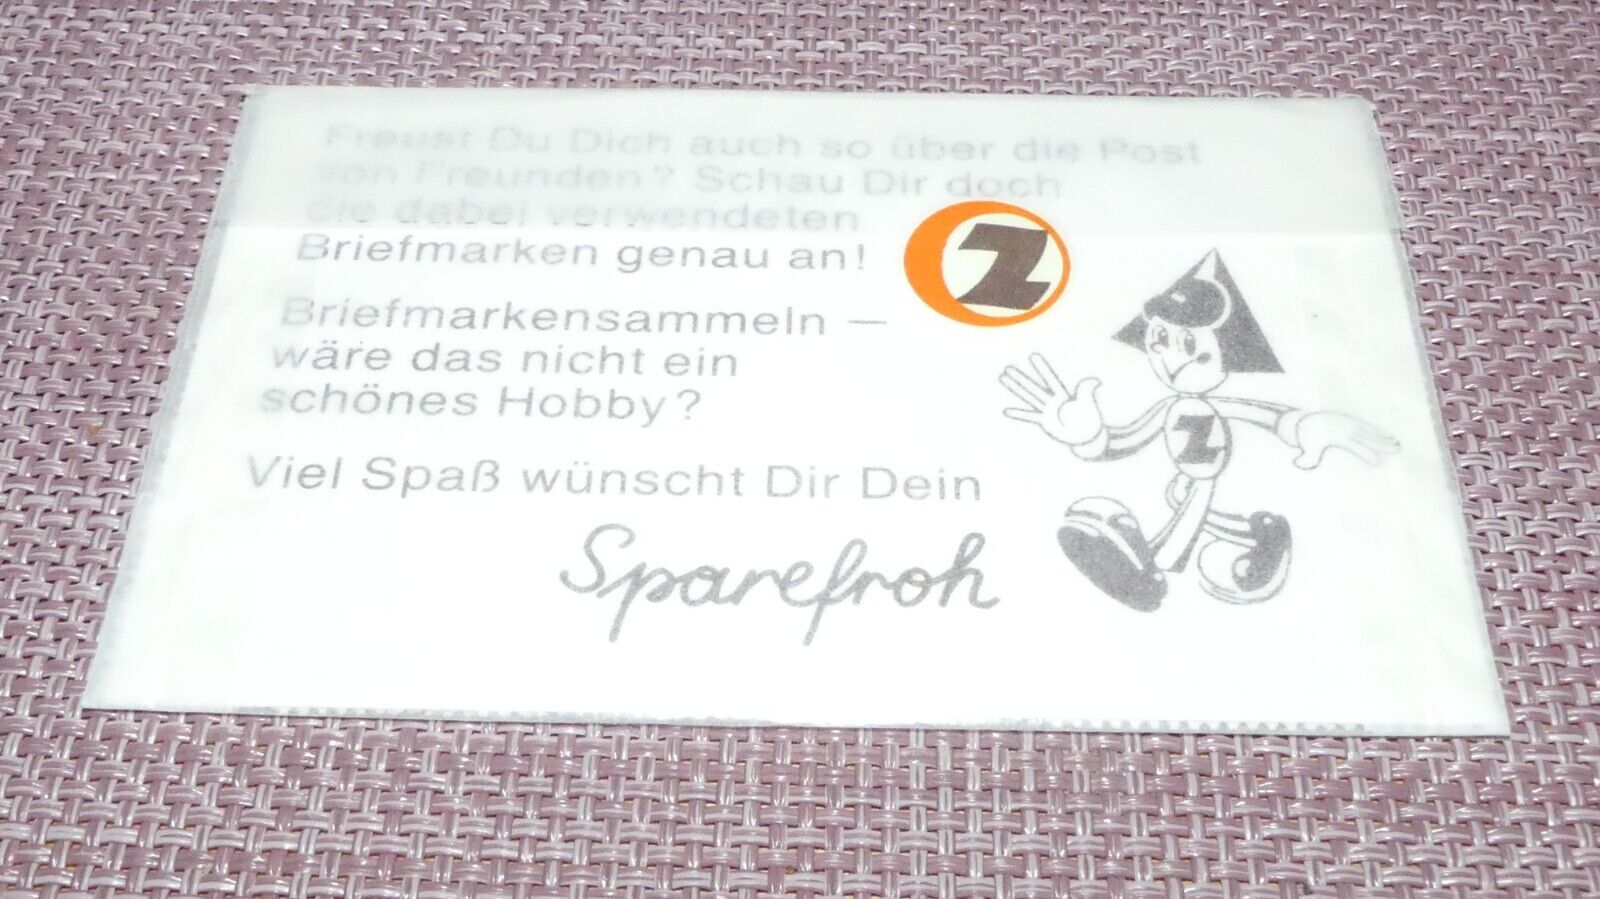 Freust Du Dich auch so über die Post
von Freunden? Schau Dir doch
die dabei verwendeten
Briefmarken genau an!
Z
Briefmarkensammeln —
wäre das nicht ein
schönes Hobby?
Z
Viel Spaß wünscht Dir Dein
Sparefroh